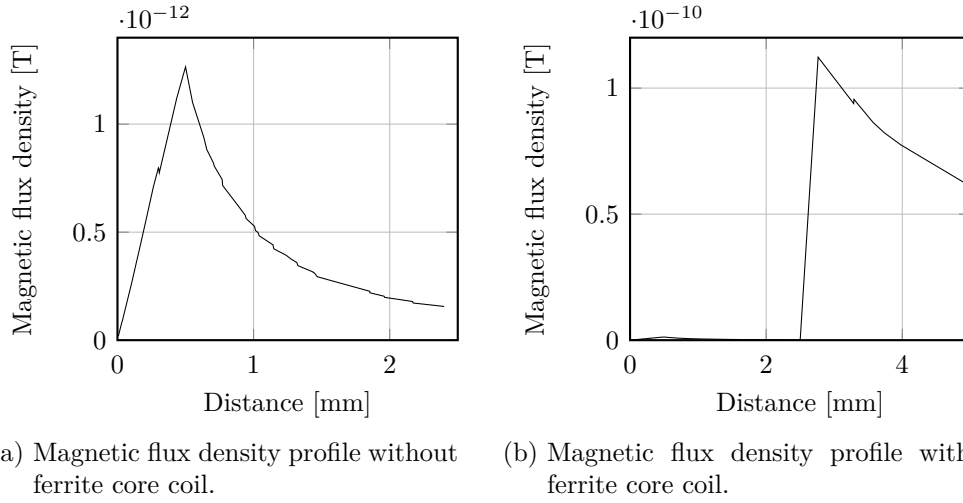 ·10−12
·10−10
Magnetic flux density [T]
1
0.5
0
0
1
2
Distance [mm]
Magnetic flux density [T]
1
0.5
0
0
2
4
Distance [mm]
a) Magnetic flux density profile without
ferrite core coil.
(b) Magnetic flux density profile with
ferrite core coil.